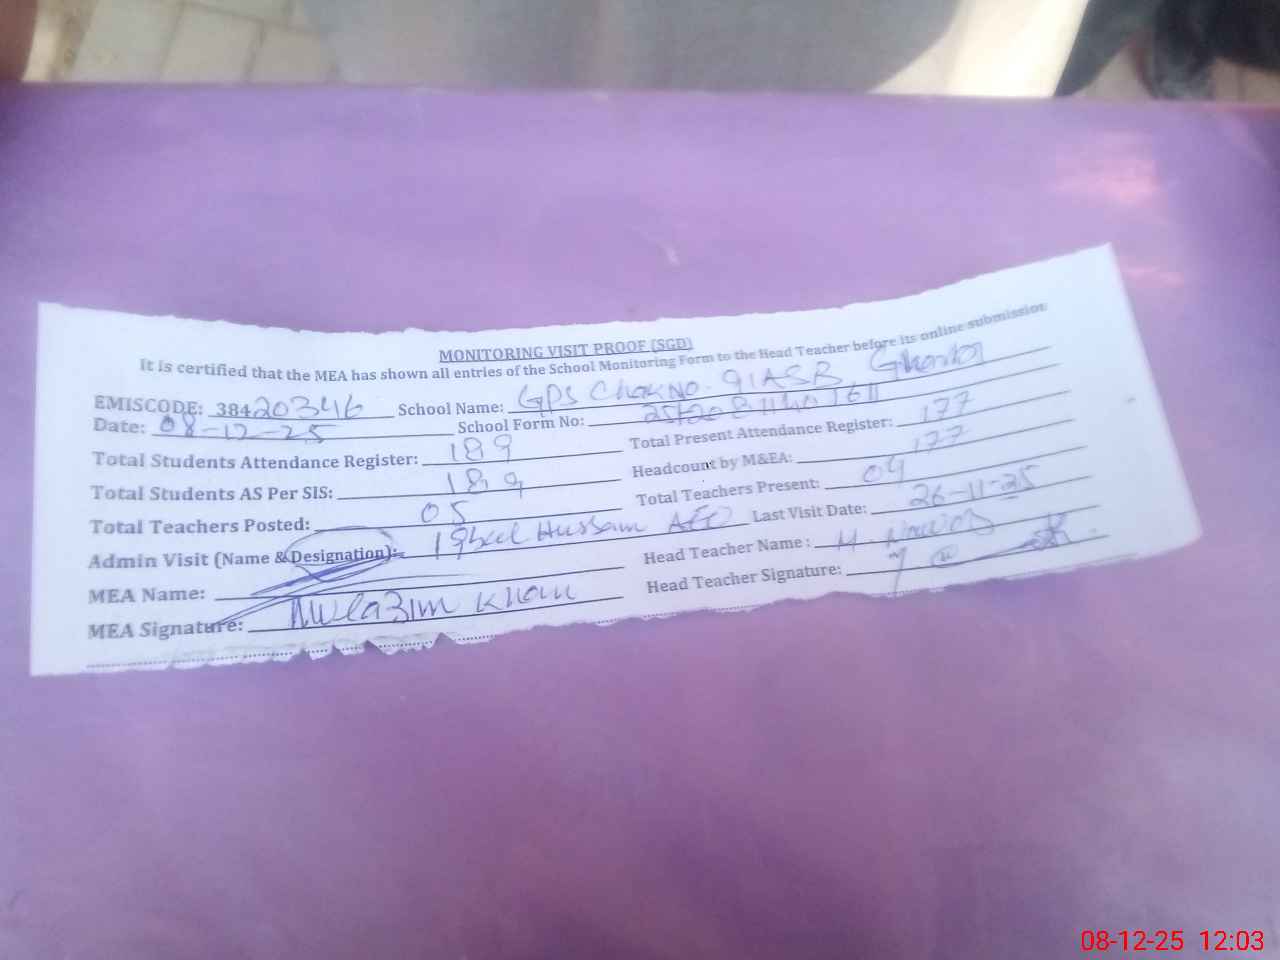 MONITORING VISIT PROOF (SGD)
It is certified that the MEA has shown all entries of the School Monitoring Form to the Head Teacher before its online submission
EMISCODE: 38420346 School Name: GPS Chak No. 91ASB
Date: 08-12-25 School Form No:
Total Students Attendance Register: 189 Total Present Attendance Register: 177
Total Students AS Per SIS: 189 Headcount by M&EA: 177
Total Teachers Posted: 05 Total Teachers Present: 04
Admin Visit (Name & Designation): Hussain AEO Last Visit Date: 26-11-25
MEA Name: Head Teacher Name: M.
MEA Signature: Khan Head Teacher Signature:
08-12-25 12:03